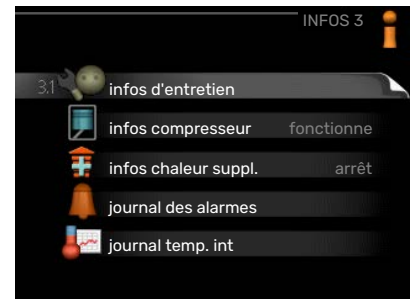 INFOS 3
3.1 infos d'entretien
infos compresseur fonctionne
infos chaleur suppl. arrêt
journal des alarmes
journal temp. int